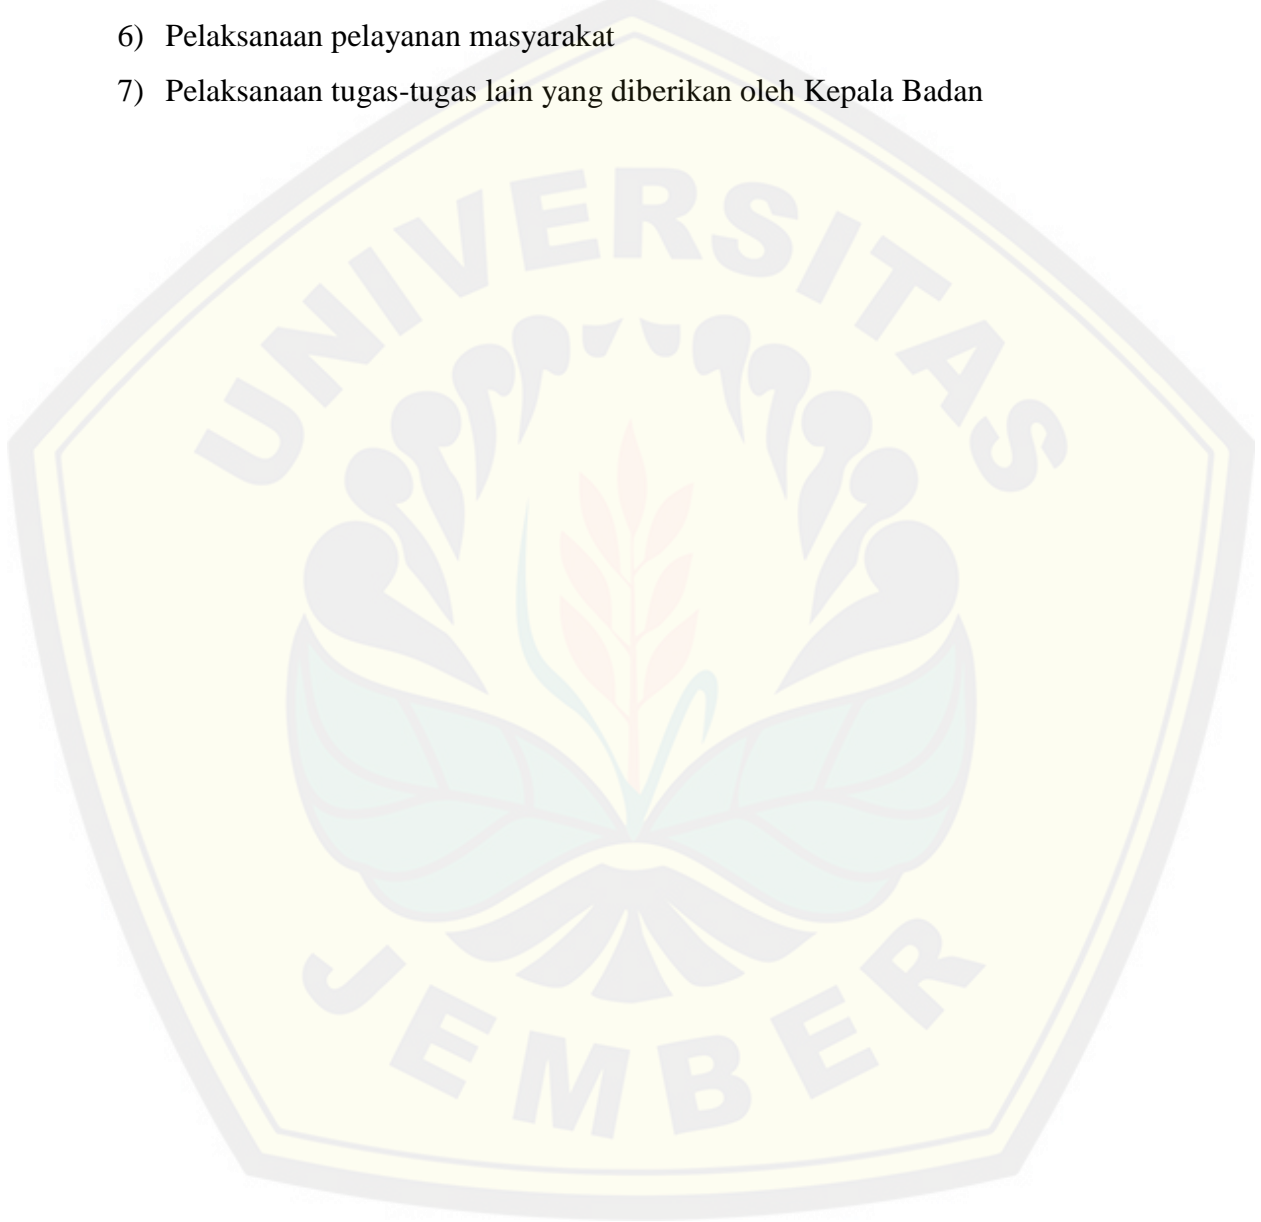 6) Pelaksanaan pelayanan masyarakat
7) Pelaksanaan tugas-tugas lain yang diberikan oleh Kepala Badan
UNIVERSITAS
JEMBER